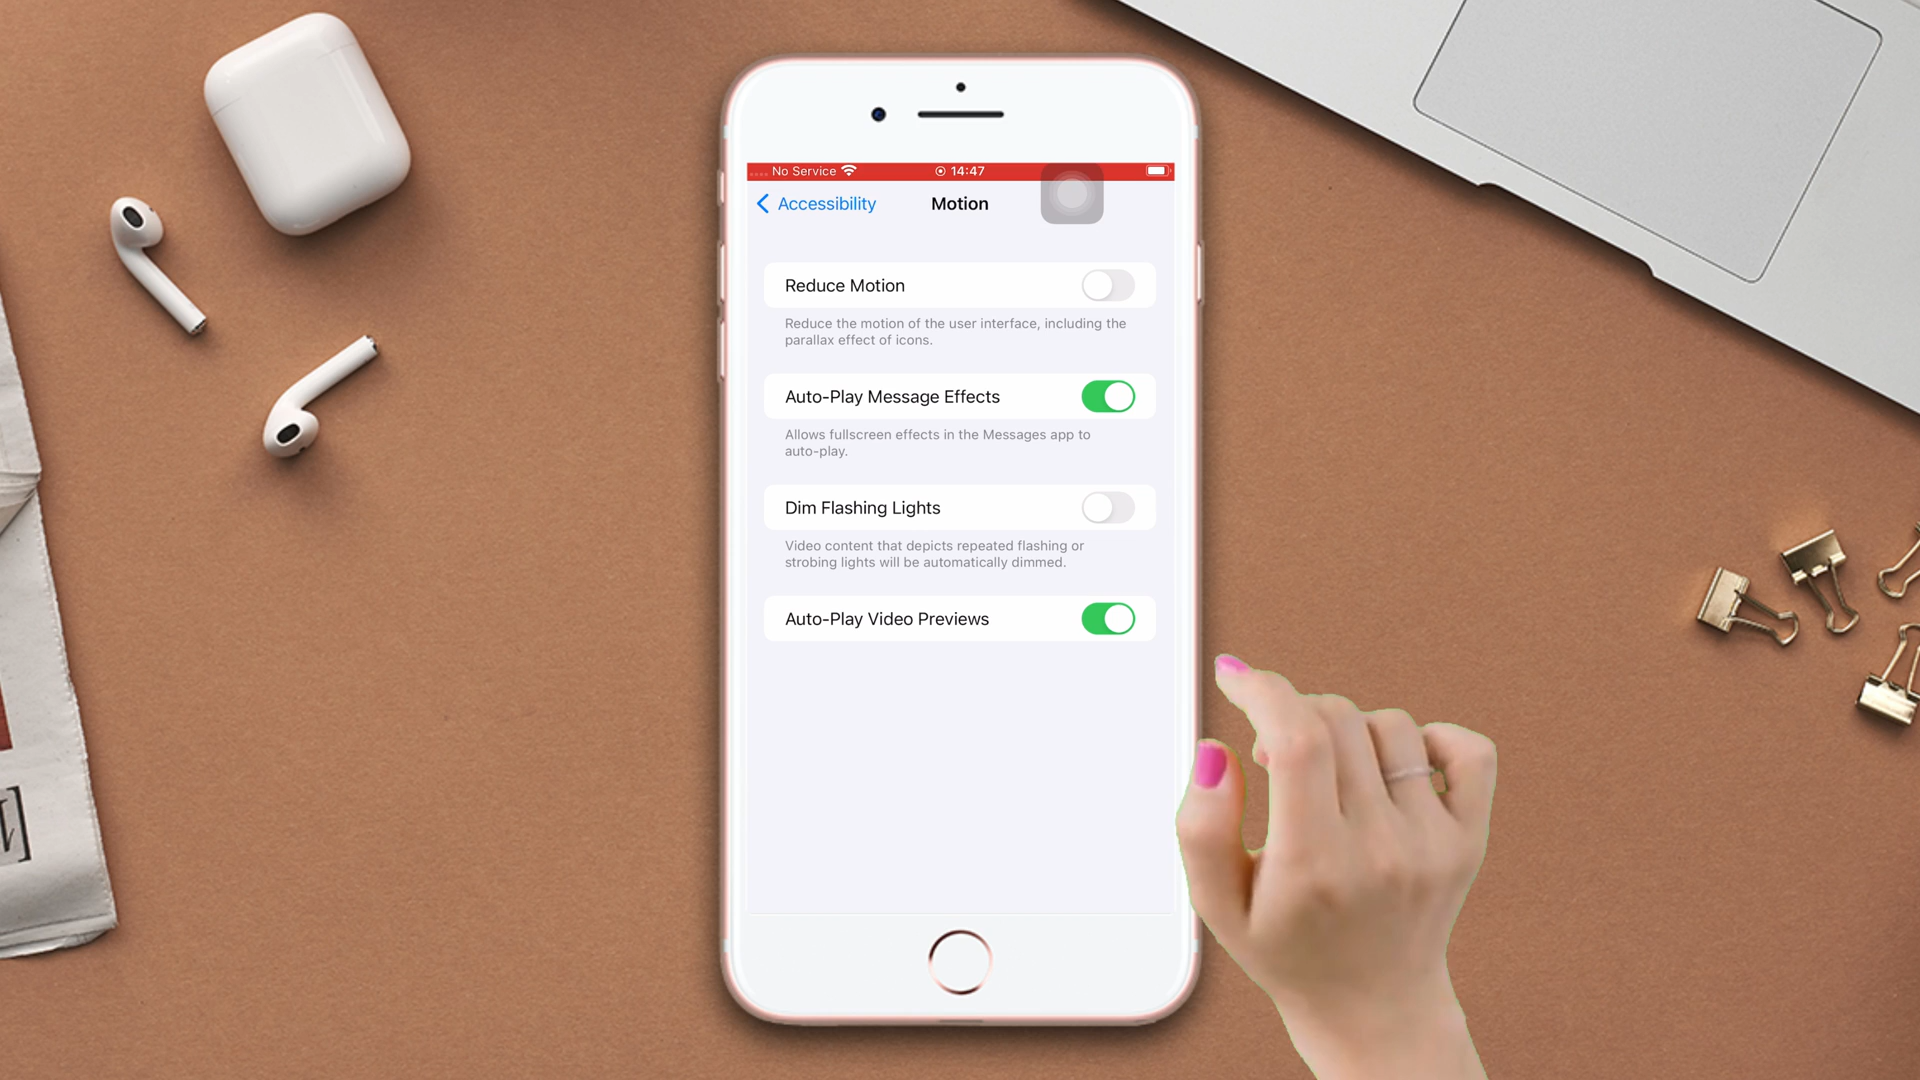 No Service 14:47
Accessibility Motion
Reduce Motion
Reduce the motion of the user interface, including the
parallax effect of icons.
Auto-Play Message Effects
Allows fullscreen effects in the Messages app to
auto-play.
Dim Flashing Lights
Video content that depicts repeated flashing or
strobing lights will be automatically dimmed.
Auto-Play Video Previews